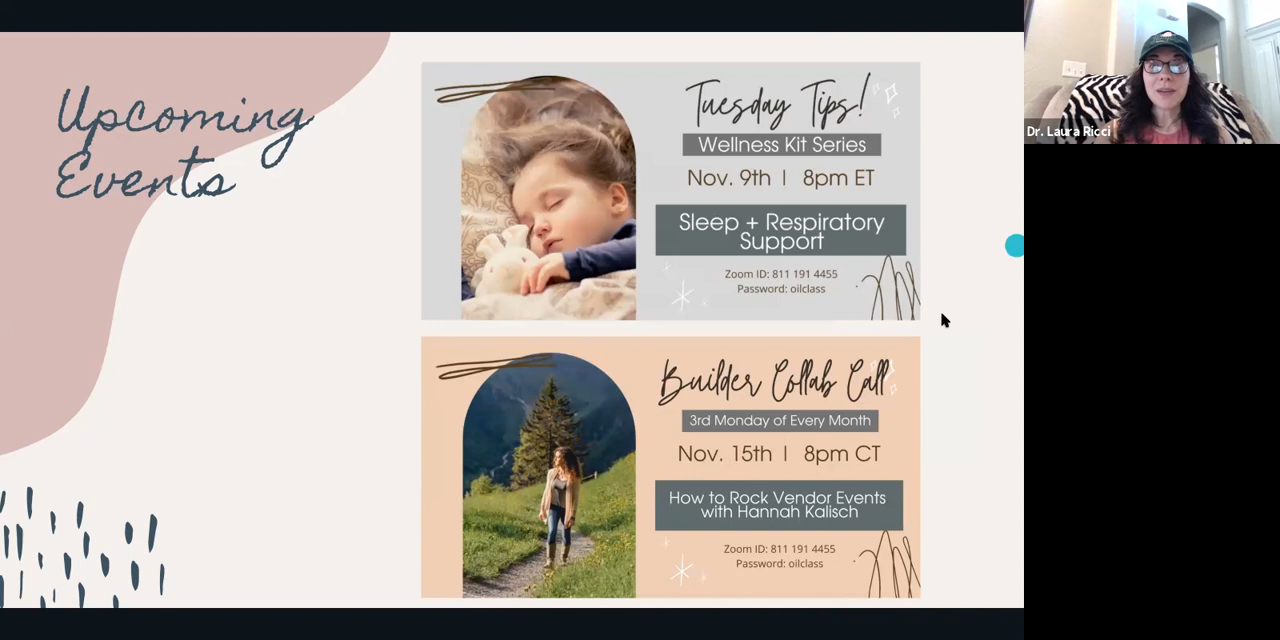 Upcoming
Events
Tuesday Tips!
Wellness Kit Series
Nov. 9th | 8pm ET
Sleep + Respiratory
Support
Zoom ID: 811 191 4455
Password: oilclass
Builder Collab Call
3rd Monday of Every Month
Nov. 15th | 8pm CT
How to Rock Vendor Events
with Hannah Kalisch
Zoom ID: 811 191 4455
Password: oilclass
Dr. Laura Ricci